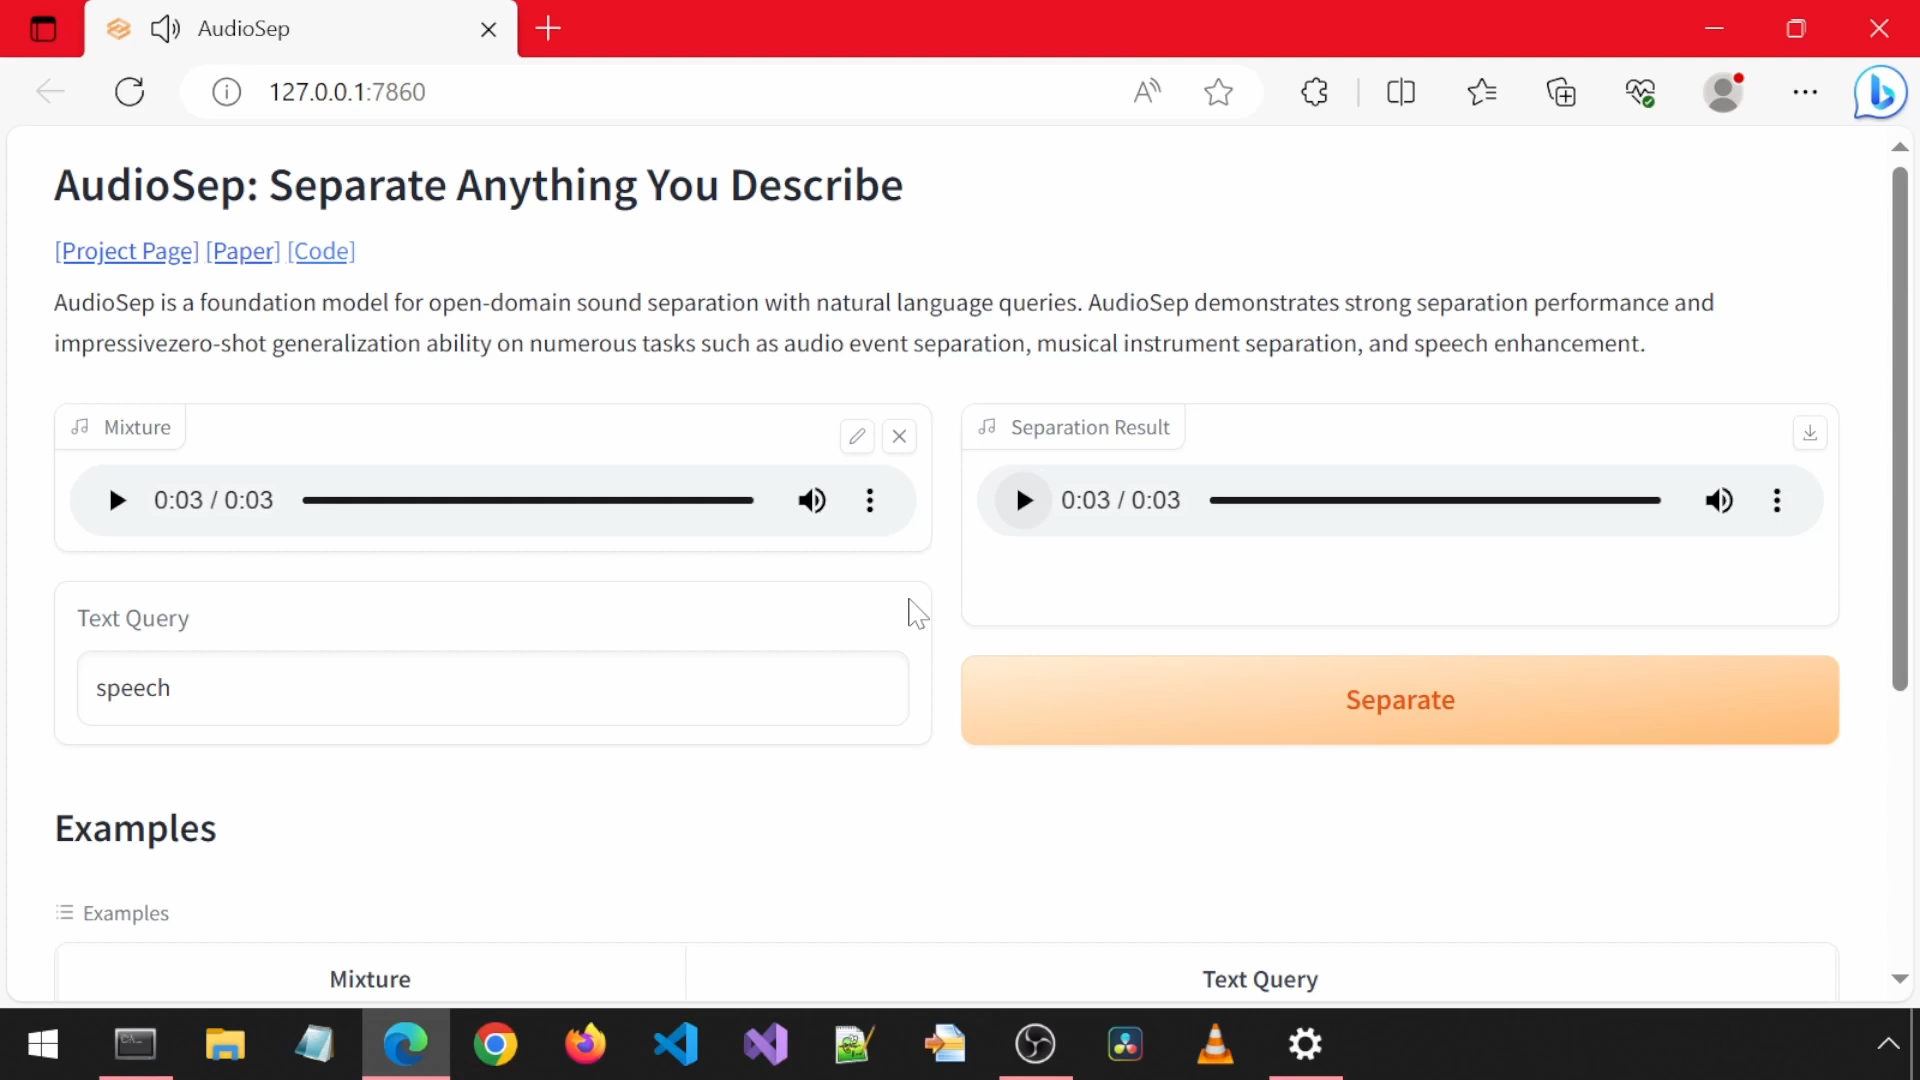 AudioSep
127.0.0.1:7860
AudioSep: Separate Anything You Describe
[Project Page] [Paper] [Code]
AudioSep is a foundation model for open-domain sound separation with natural language queries. AudioSep demonstrates strong separation performance and
impressivezero-shot generalization ability on numerous tasks such as audio event separation, musical instrument separation, and speech enhancement.
Mixture
0:03 / 0:03
Separation Result
0:03 / 0:03
Text Query
speech
Separate
Examples
Examples
Mixture Text Query